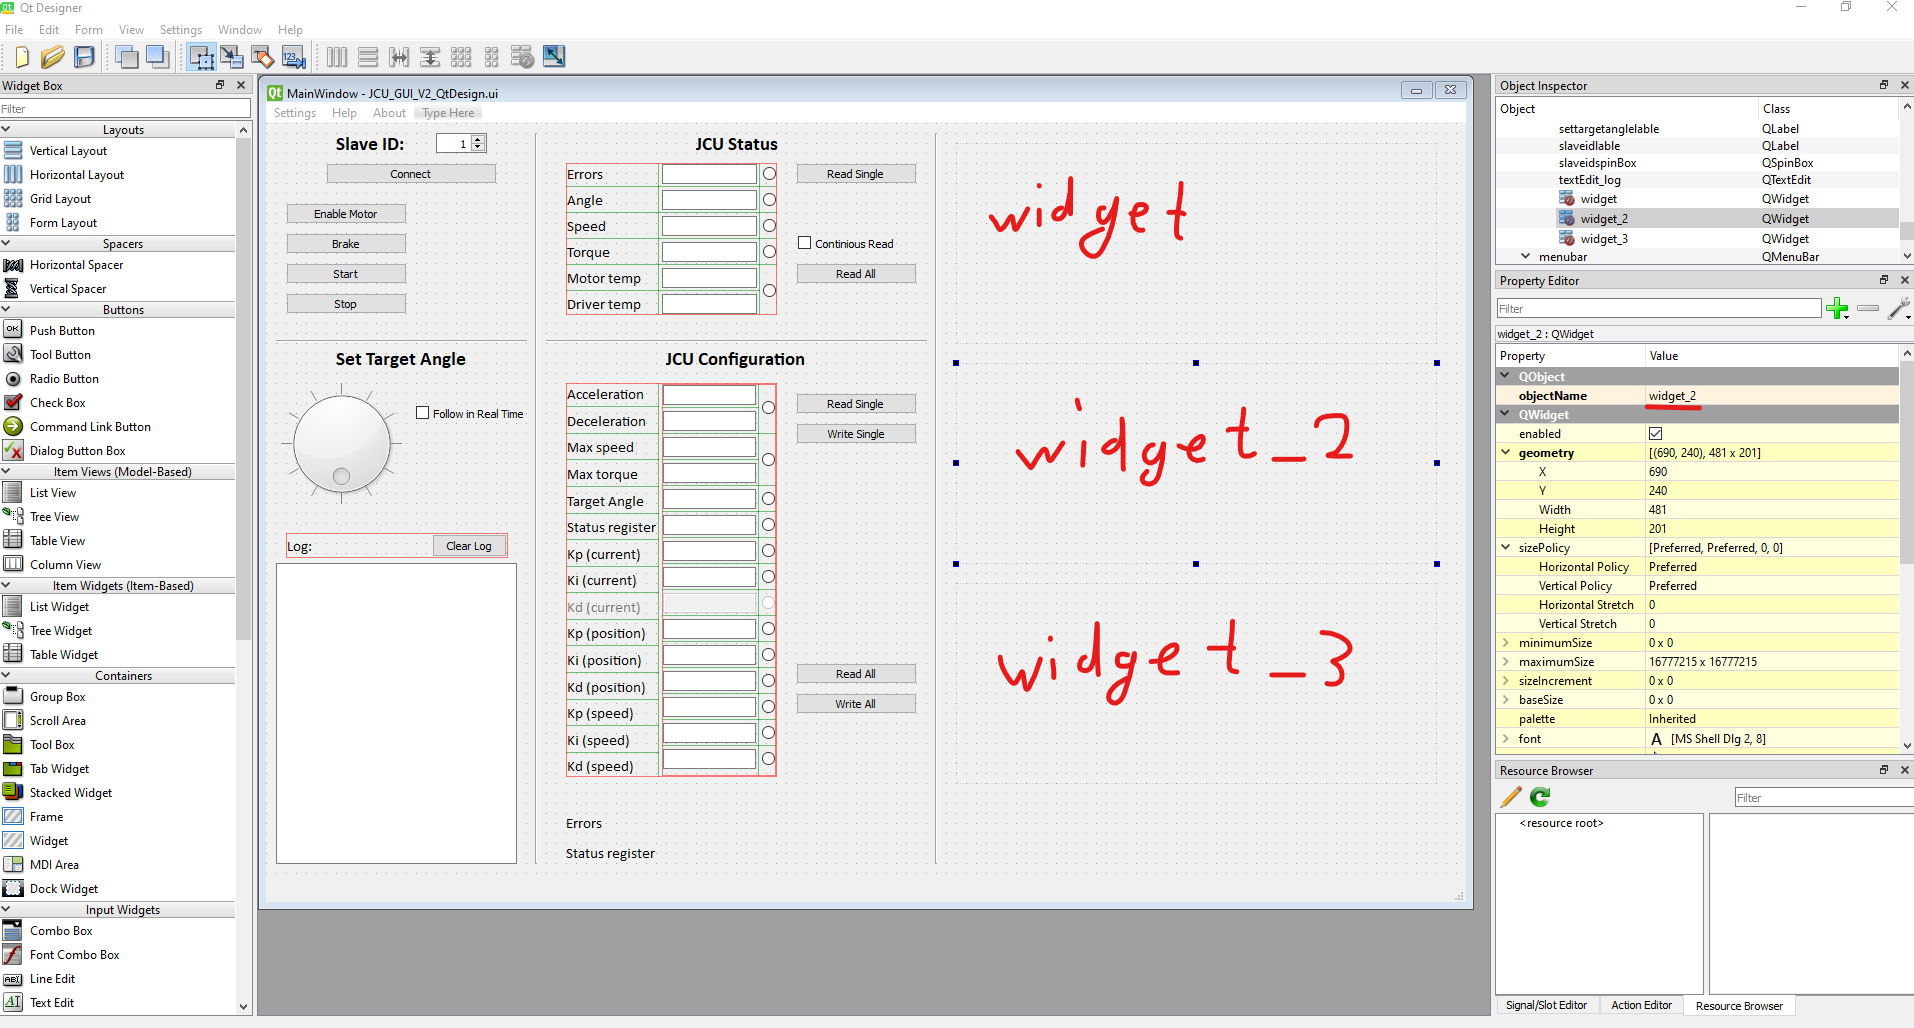 Qt Designer
File Edit Form View Settings Window Help
Widget Box
Filter
Layouts
Vertical Layout
Horizontal Layout
Grid Layout
Form Layout
Spacers
Horizontal Spacer
Vertical Spacer
Buttons
Push Button
Tool Button
Radio Button
Check Box
Command Link Button
Dialog Button Box
Item Views (Model-Based)
List View
Tree View
Table View
Column View
Item Widgets (Item-Based)
List Widget
Tree Widget
Table Widget
Containers
Group Box
Scroll Area
Tool Box
Tab Widget
Stacked Widget
Frame
Widget
MDI Area
Dock Widget
Input Widgets
Combo Box
Font Combo Box
Line Edit
Text Edit
MainWindow - JCU_GUI_V2_QtDesign.ui
Settings Help About Type Here
Slave ID: 1
Connect
Enable Motor
Brake
Start
Stop
Set Target Angle
Follow in Real Time
Log: Clear Log
JCU Status
Errors
Angle
Speed
Torque
Motor temp
Driver temp
Read Single
Continious Read
Read All
JCU Configuration
Acceleration
Deceleration
Max speed
Max torque
Target Angle
Status register
Kp (current)
Ki (current)
Kd (current)
Kp (position)
Ki (position)
Kd (position)
Kp (speed)
Ki (speed)
Kd (speed)
Read Single
Write Single
Read All
Write All
Errors
Status register
widget
widget_2
widget_3
Object Inspector
Object Class
settargetanglelable QLabel
slaveidlable QLabel
slaveidspinBox QSpinBox
textEdit_log QTextEdit
widget QWidget
widget_2 QWidget
widget_3 QWidget
menubar QMenuBar
Property Editor
Filter
widget_2 : QWidget
Property Value
QObject
objectName widget_2
QWidget
enabled
geometry [(690, 240), 481 x 201]
X 690
Y 240
Width 481
Height 201
sizePolicy [Preferred, Preferred, 0, 0]
Horizontal Policy Preferred
Vertical Policy Preferred
Horizontal Stretch 0
Vertical Stretch 0
minimumSize 0 x 0
maximumSize 16777215 x 16777215
sizeIncrement 0 x 0
baseSize 0 x 0
palette Inherited
font A [MS Shell Dlg 2, 8]
Resource Browser
Filter
<resource root>
Signal/Slot Editor Action Editor Resource Browser